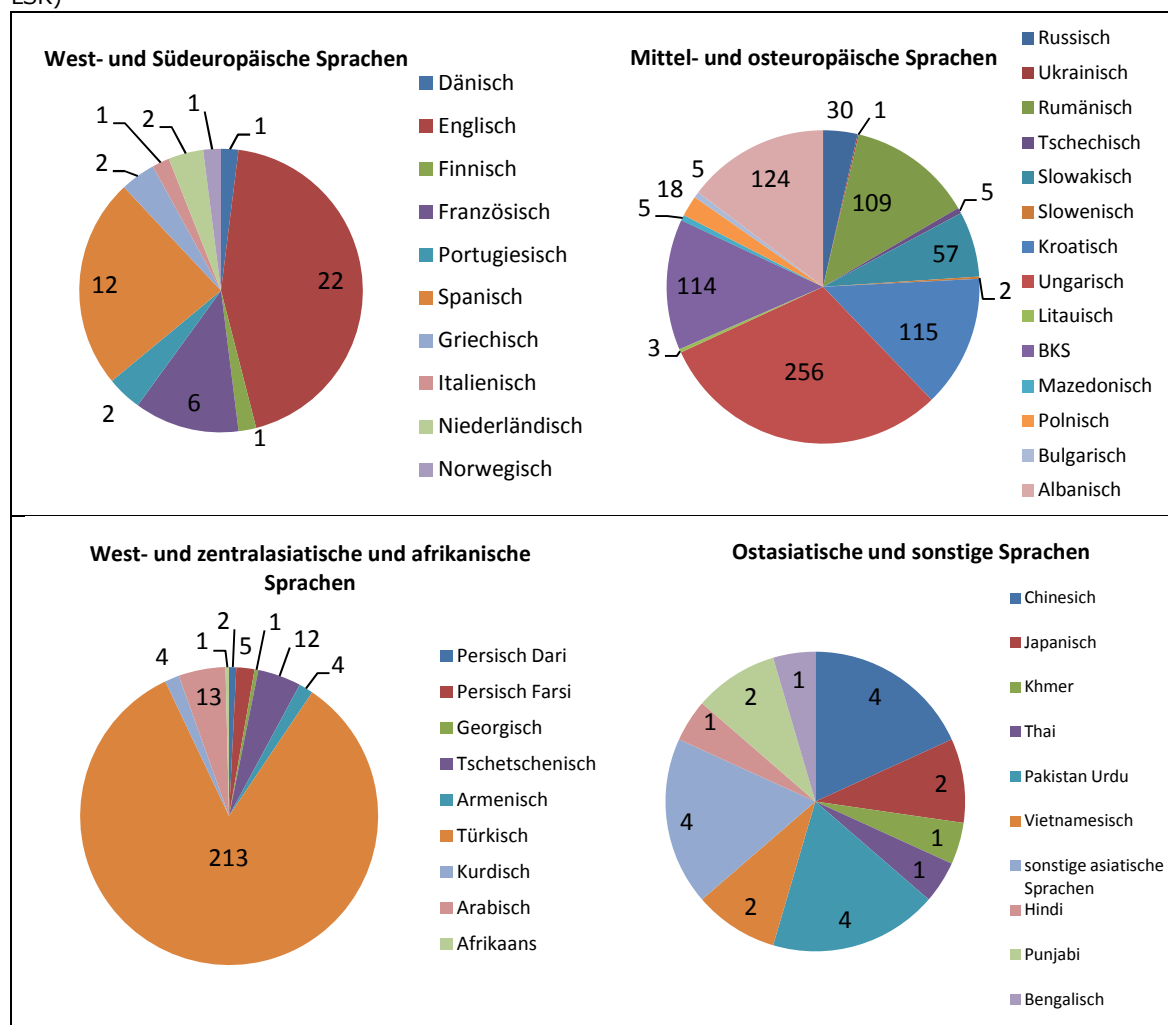 LSR)
West- und Südeuropäische Sprachen
1
2
1
1
2
12
22
2
6
1
Dänisch
Englisch
Finnisch
Französisch
Portugiesisch
Spanisch
Griechisch
Italienisch
Niederländisch
Norwegisch
Mittel- und osteuropäische Sprachen
30
1
5
124
18
109
5
5
57
114
2
115
3
256
Russisch
Ukrainisch
Rumänisch
Tschechisch
Slowakisch
Slowenisch
Kroatisch
Ungarisch
Litauisch
BKS
Mazedonisch
Polnisch
Bulgarisch
Albanisch
West- und zentralasiatische und afrikanische
Sprachen
2
1
5
1
12
4
4
13
213
Persisch Dari
Persisch Farsi
Georgisch
Tschetschenisch
Armenisch
Türkisch
Kurdisch
Arabisch
Afrikaans
Ostasiatische und sonstige Sprachen
1
4
2
1
2
4
1
1
2
4
Chinesich
Japanisch
Khmer
Thai
Pakistan Urdu
Vietnamesisch
sonstige asiatische
Sprachen
Hindi
Punjabi
Bengalisch